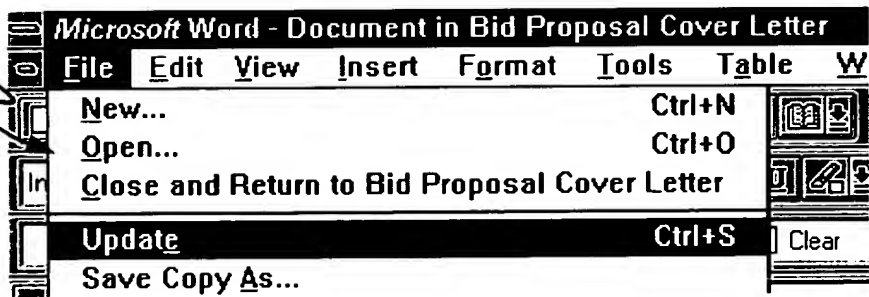 Microsoft Word - Document in Bid Proposal Cover Letter
File Edit View Insert Format Tools Table W
New... Ctrl+N
Open... Ctrl+O
In
Close and Return to Bid Proposal Cover Letter
Update Ctrl+S
Clear
Save Copy As...